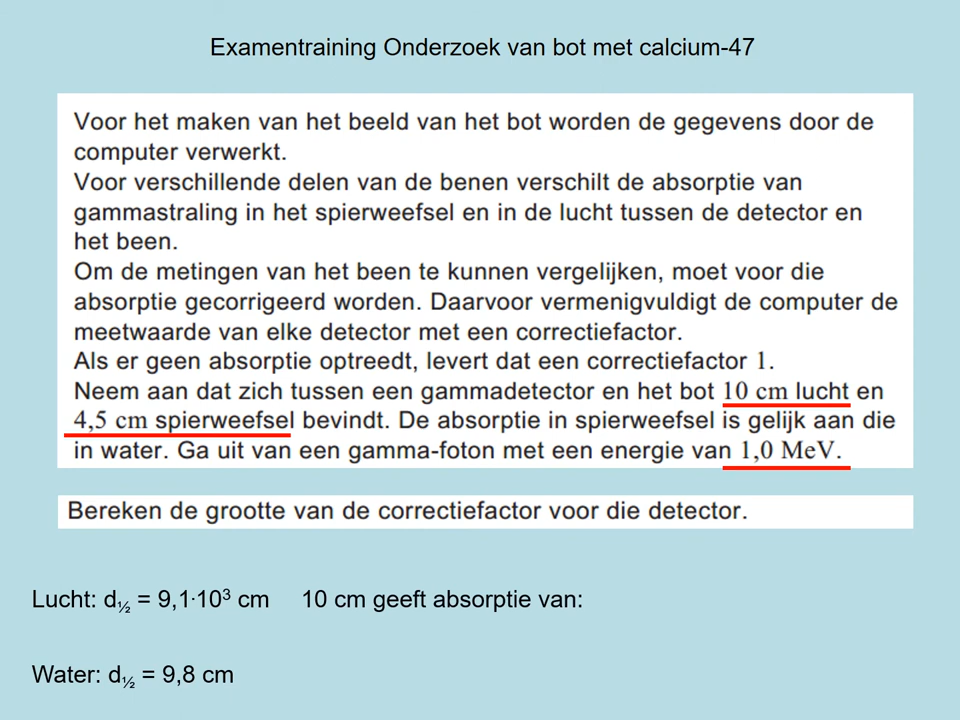 Examentraining Onderzoek van bot met calcium-47
Voor het maken van het beeld van het bot worden de gegevens door de
computer verwerkt.
Voor verschillende delen van de benen verschilt de absorptie van
gammastraling in het spierweefsel en in de lucht tussen de detector en
het been.
Om de metingen van het been te kunnen vergelijken, moet voor die
absorptie gecorrigeerd worden. Daarvoor vermenigvuldigt de computer de
meetwaarde van elke detector met een correctiefactor.
Als er geen absorptie optreedt, levert dat een correctiefactor 1.
Neem aan dat zich tussen een gammadetector en het bot 10 cm lucht en
4,5 cm spierweefsel bevindt. De absorptie in spierweefsel is gelijk aan die
in water. Ga uit van een gamma-foton met een energie van 1,0 MeV.
Bereken de grootte van de correctiefactor voor die detector.
Lucht: d½ = 9,1·10³ cm 10 cm geeft absorptie van:
Water: d½ = 9,8 cm